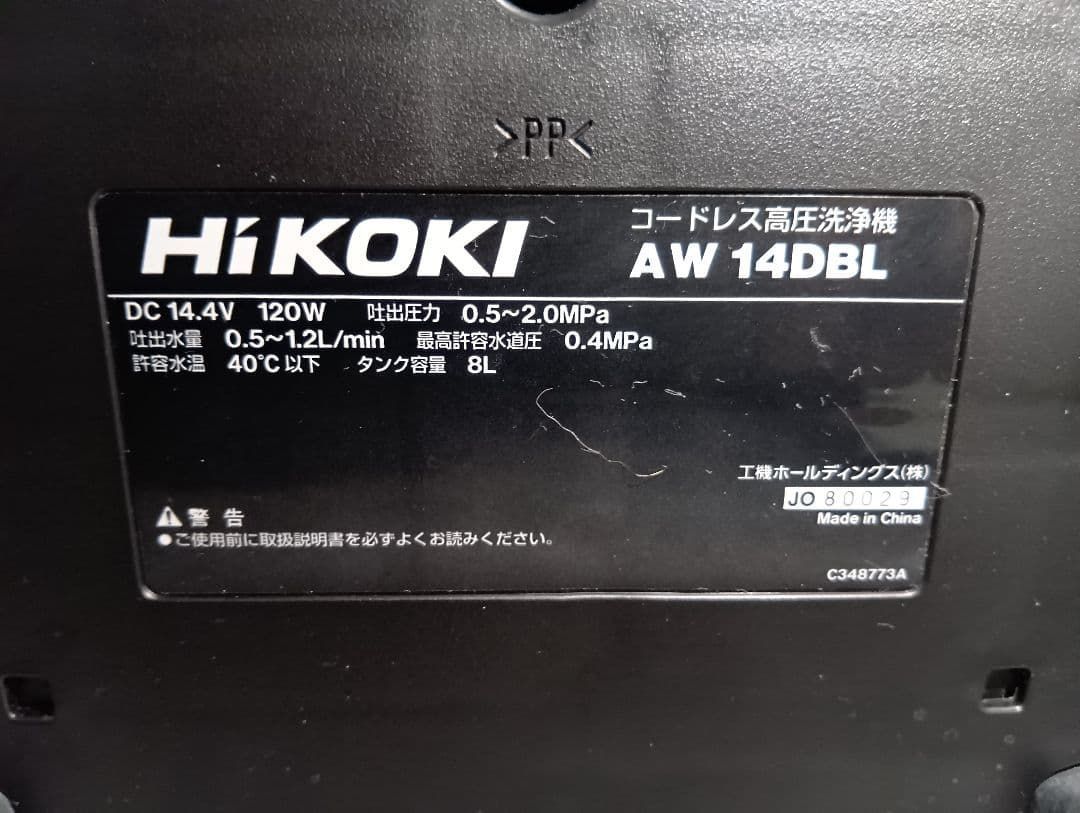 >PP<
HiKOKI
コードレス高圧洗浄機
AW 14DBL
DC 14.4V 120W 吐出圧力 0.5~2.0MPa
吐出水量 0.5~1.2L/min 最高許容水道圧 0.4MPa
許容水温 40℃以下 タンク容量 8L
工機ホールディングス(株)
JO 80029
Made in China
警告
●ご使用前に取扱説明書を必ずよくお読みください。
C348773A